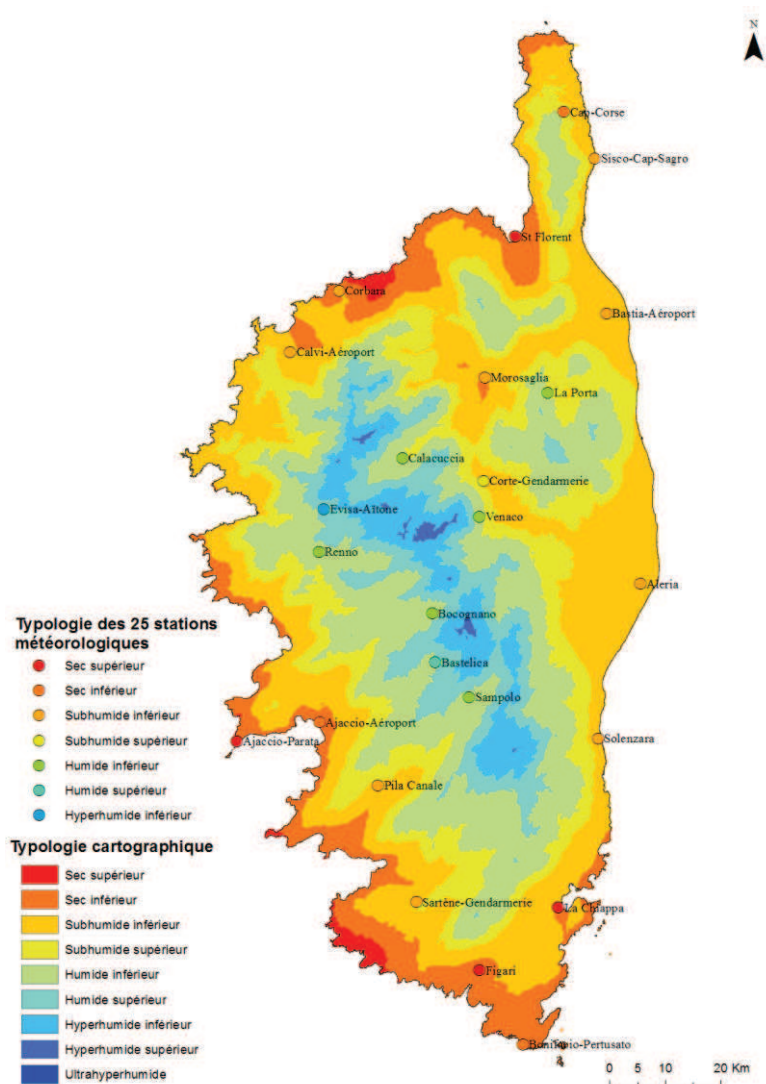 N
Cap-Corse
Sisco-Cap-Sagro
St Florent
Corbara
Bastia-Aéroport
Calvi-Aéroport
Morosaglia
La Porta
Calacuccia
Corte-Gendarmerie
Evisa-Aïtone
Venaco
Renno
Aleria
Bocognano
Bastelica
Sampolo
Ajaccio-Aéroport
Ajaccio-Parata
Solenzara
Pila Canale
Sartène-Gendarmerie
La Chiappa
Figari
Bonifacio-Pertusato
Typologie des 25 stations
météorologiques
Sec supérieur
Sec inférieur
Subhumide inférieur
Subhumide supérieur
Humide inférieur
Humide supérieur
Hyperhumide inférieur
Typologie cartographique
Sec supérieur
Sec inférieur
Subhumide inférieur
Subhumide supérieur
Humide inférieur
Humide supérieur
Hyperhumide inférieur
Hyperhumide supérieur
Ultrahyperhumide
0 5 10 20 Km